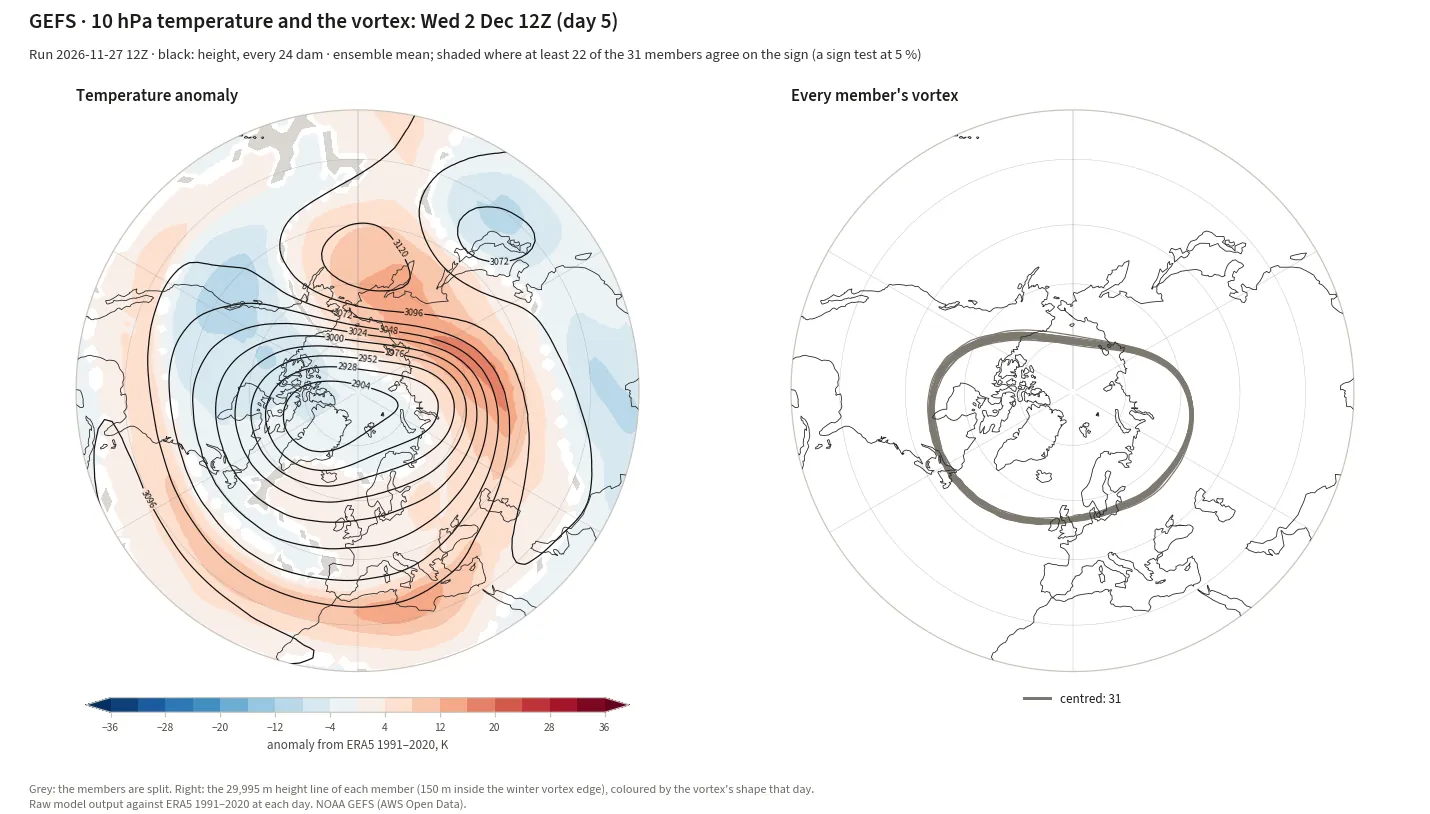 GEFS · 10 hPa temperature and the vortex: Wed 2 Dec 12Z (day 5)
Run 2026-11-27 12Z · black: height, every 24 dam · ensemble mean; shaded where at least 22 of the 31 members agree on the sign (a sign test at 5 %)
Temperature anomaly
Every member's vortex
3120
3072
3072
3096
3024
3048
3000
2976
2952
2928
2904
3096
centred: 31
−36 −28 −20 −12 −4 4 12 20 28 36
anomaly from ERA5 1991–2020, K
Grey: the members are split. Right: the 29,995 m height line of each member (150 m inside the winter vortex edge), coloured by the vortex's shape that day.
Raw model output against ERA5 1991–2020 at each day. NOAA GEFS (AWS Open Data).